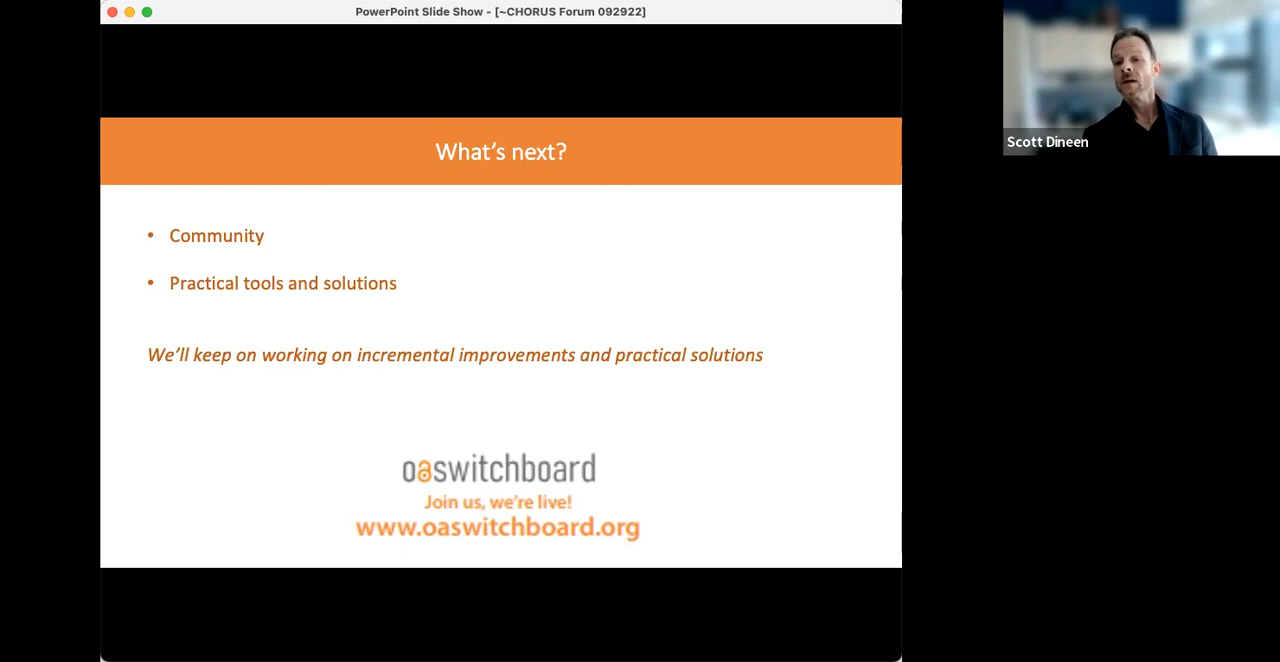 PowerPoint Slide Show - [~CHORUS Forum 092922]
What’s next?
• Community
• Practical tools and solutions
We’ll keep on working on incremental improvements and practical solutions
oaswitchboard
Join us, we’re live!
www.oaswitchboard.org
Scott Dineen